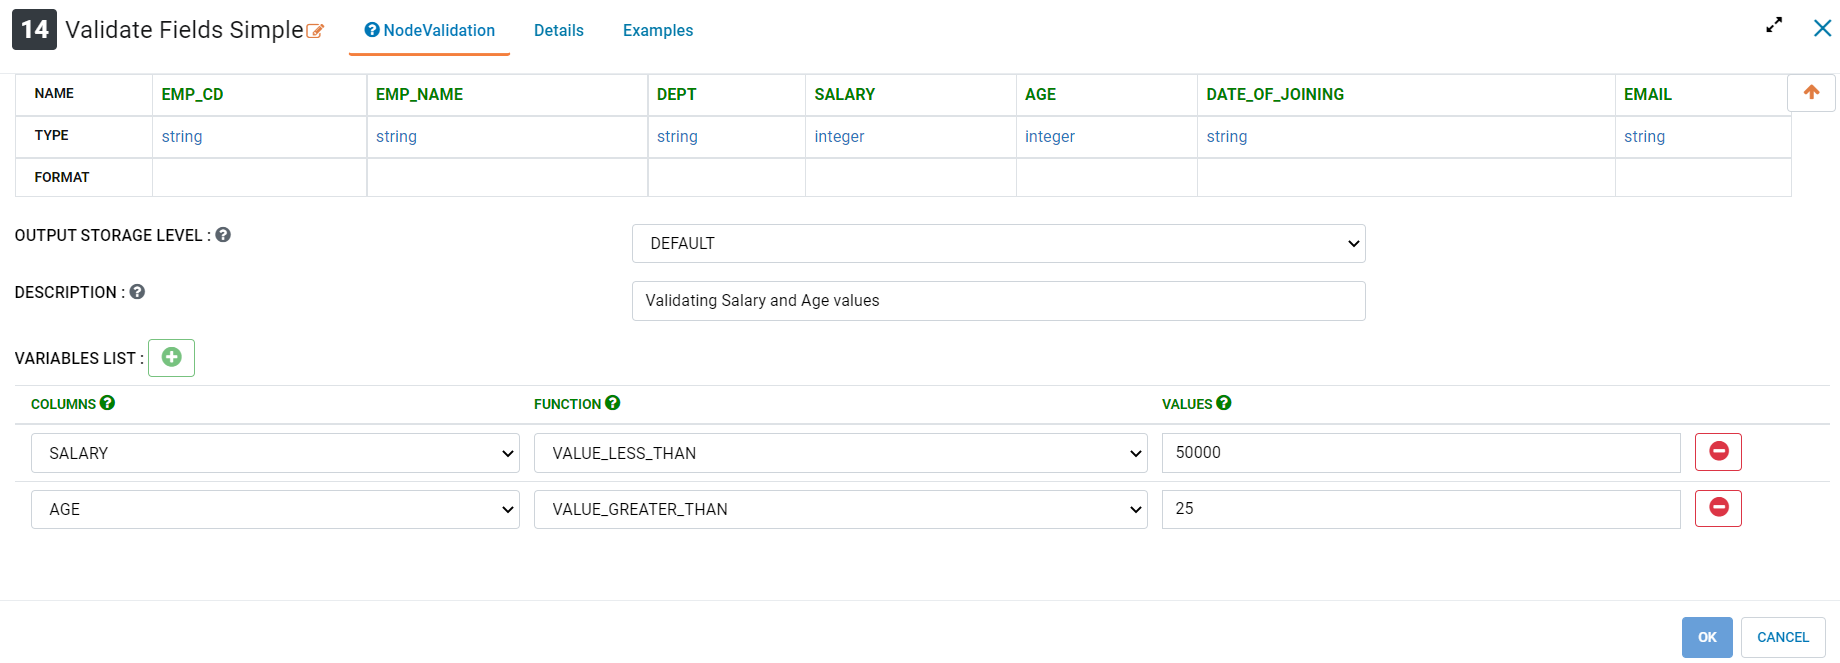 14 Validate Fields Simple NodeValidation Details Examples
NAME EMP_CD EMP_NAME DEPT SALARY AGE DATE_OF_JOINING EMAIL
TYPE string string string integer integer string string
FORMAT
OUTPUT STORAGE LEVEL : DEFAULT
DESCRIPTION : Validating Salary and Age values
VARIABLES LIST :
COLUMNS FUNCTION VALUES
SALARY VALUE_LESS_THAN 50000
AGE VALUE_GREATER_THAN 25
OK CANCEL